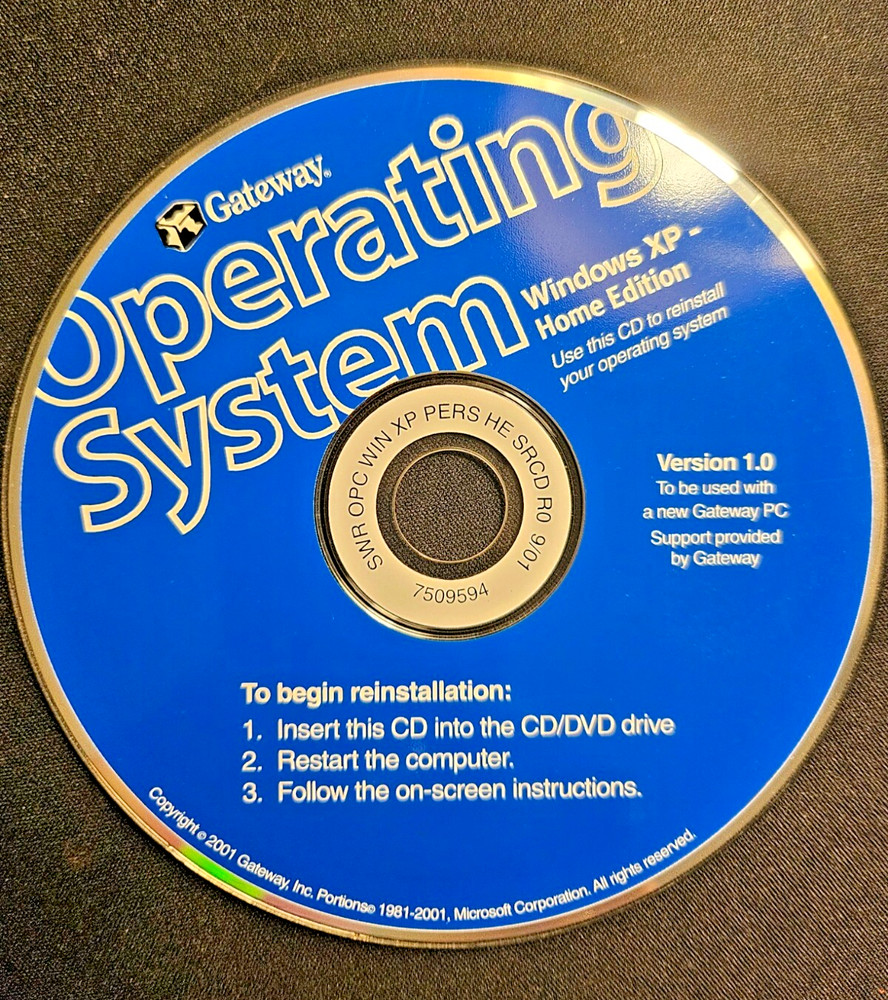 Gateway®
Operating
System
Windows XP -
Home Edition
Use this CD to reinstall
your operating system
SWR OPC WIN XP PERS HE SRCD R0 9/01
7509594
Version 1.0
To be used with
a new Gateway PC
Support provided
by Gateway
To begin reinstallation:
1. Insert this CD into the CD/DVD drive
2. Restart the computer.
3. Follow the on-screen instructions.
Copyright © 2001 Gateway, Inc. Portions© 1981-2001, Microsoft Corporation. All rights reserved.